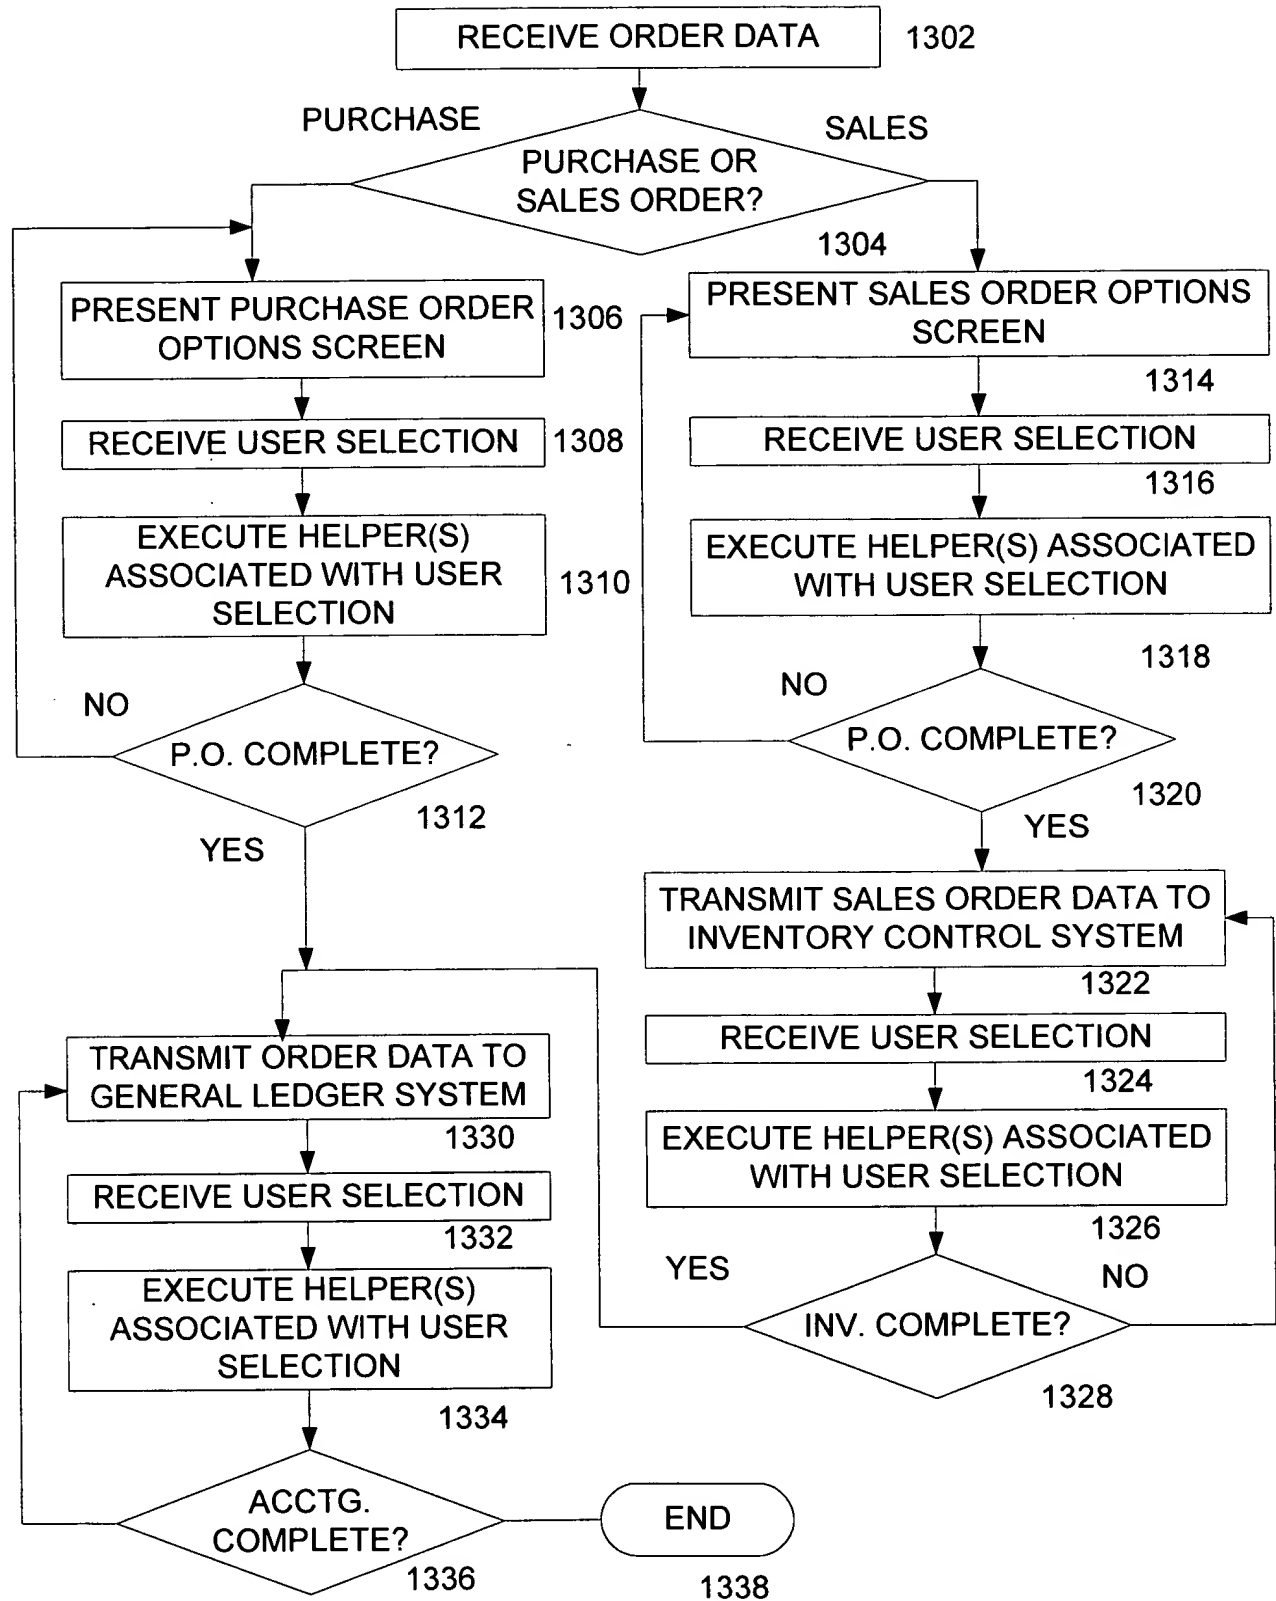 RECEIVE ORDER DATA
1302
PURCHASE
SALES
PURCHASE OR
SALES ORDER?
1304
PRESENT PURCHASE ORDER
OPTIONS SCREEN
1306
RECEIVE USER SELECTION
1308
EXECUTE HELPER(S)
ASSOCIATED WITH USER
SELECTION
1310
NO
P.O. COMPLETE?
1312
YES
PRESENT SALES ORDER OPTIONS
SCREEN
1314
RECEIVE USER SELECTION
1316
EXECUTE HELPER(S) ASSOCIATED
WITH USER SELECTION
1318
NO
P.O. COMPLETE?
1320
YES
TRANSMIT SALES ORDER DATA TO
INVENTORY CONTROL SYSTEM
1322
RECEIVE USER SELECTION
1324
EXECUTE HELPER(S) ASSOCIATED
WITH USER SELECTION
1326
YES
NO
INV. COMPLETE?
1328
TRANSMIT ORDER DATA TO
GENERAL LEDGER SYSTEM
1330
RECEIVE USER SELECTION
1332
EXECUTE HELPER(S)
ASSOCIATED WITH USER
SELECTION
1334
ACCTG.
COMPLETE?
1336
END
1338